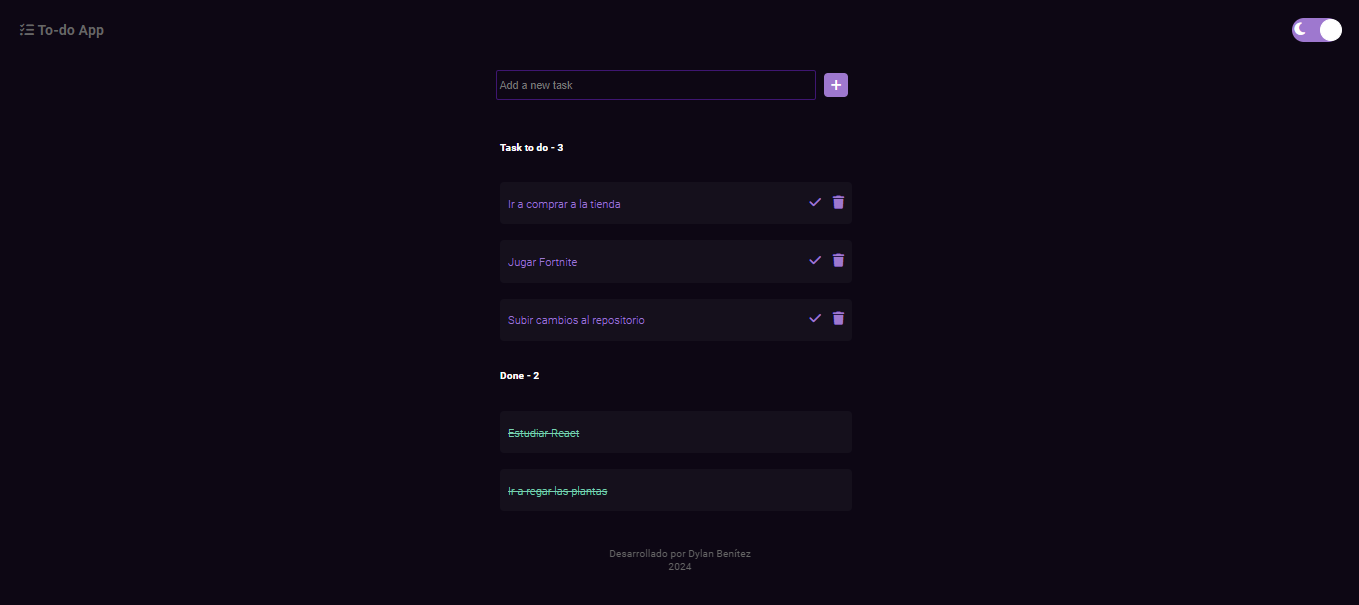 To-do App
Add a new task
Task to do - 3
Ir a comprar a la tienda
Jugar Fortnite
Subir cambios al repositorio
Done - 2
Estudiar React
Ir a regar las plantas
Desarrollado por Dylan Benítez
2024